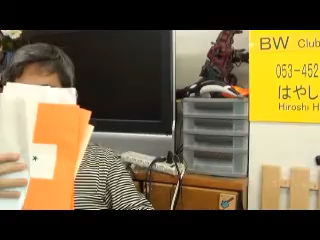 BW Club
053-452
はやし
Hiroshi H
*